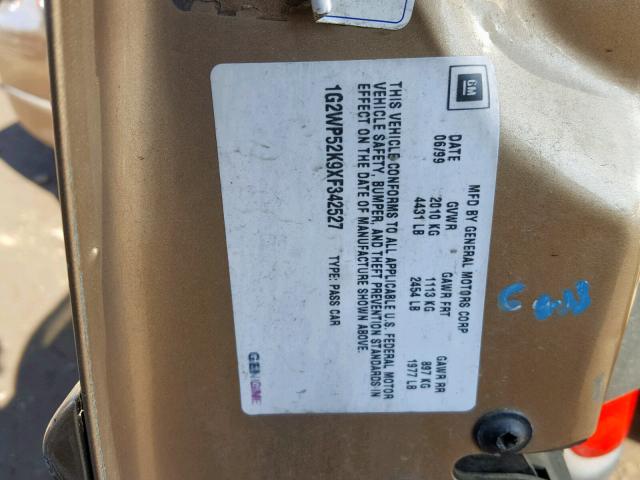 GM
MFD BY GENERAL MOTORS CORP
DATE GVWR GAWR FRT GAWR RR
06/99 2010 KG 1113 KG 897 KG
4431 LB 2454 LB 1977 LB
THIS VEHICLE CONFORMS TO ALL APPLICABLE U.S. FEDERAL MOTOR
VEHICLE SAFETY, BUMPER, AND THEFT PREVENTION STANDARDS IN
EFFECT ON THE DATE OF MANUFACTURE SHOWN ABOVE.
1G2WP52K9XF342527 TYPE: PASS CAR